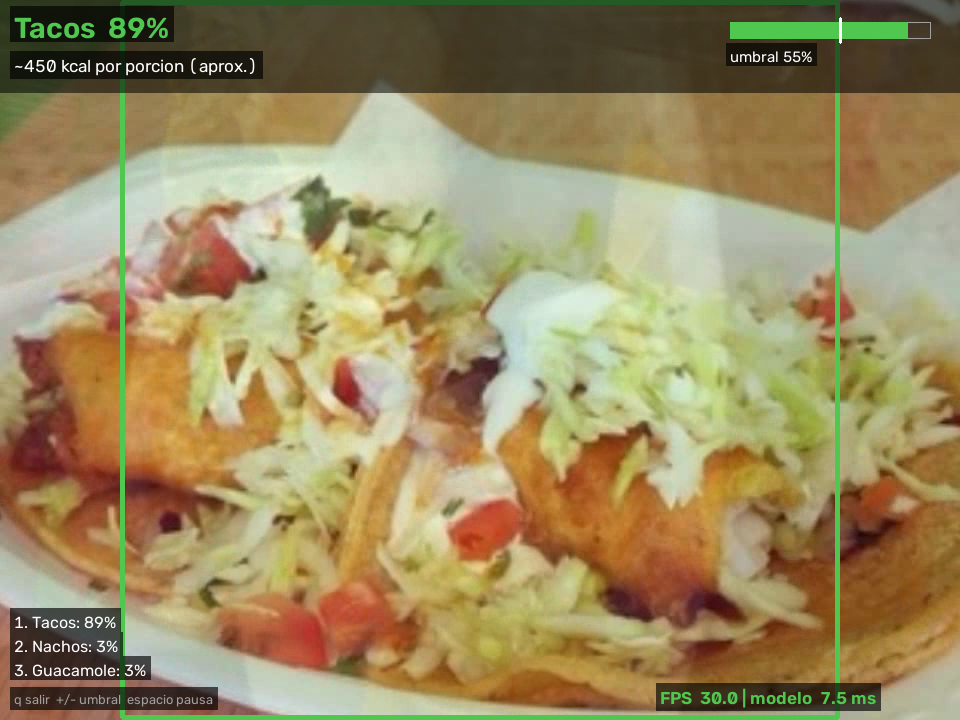 Tacos 89%
~450 kcal por porcion (aprox.)
umbral 55%
1. Tacos: 89%
2. Nachos: 3%
3. Guacamole: 3%
q salir +/- umbral espacio pausa
FPS 30.0 | modelo 7.5 ms